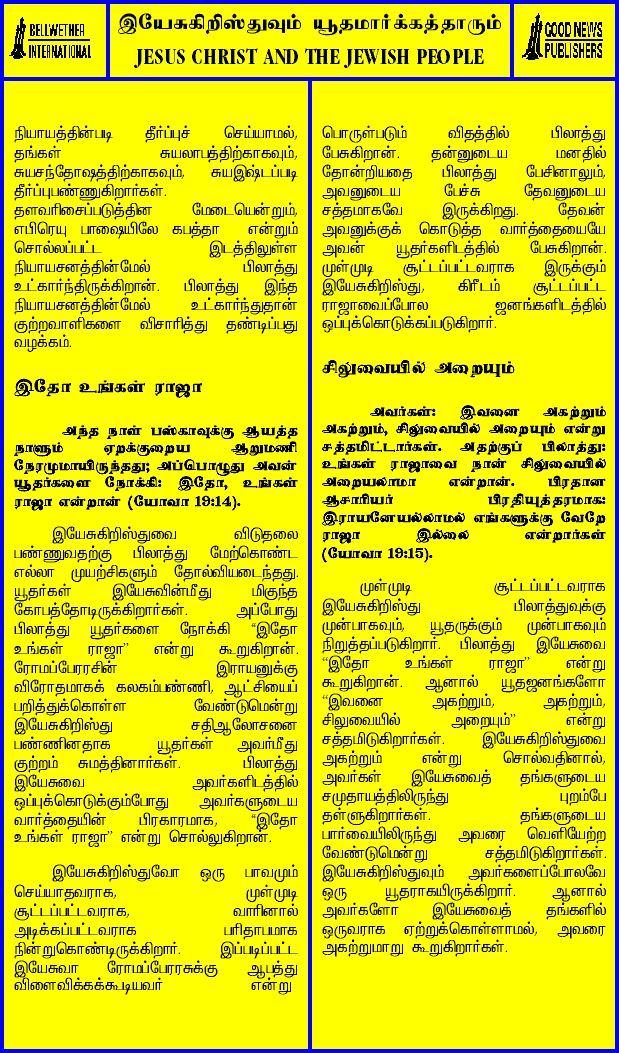 BELLWETHER
INTERNATIONAL
இயேசுகிறிஸ்துவும் யூதமார்க்கத்தாரும்
JESUS CHRIST AND THE JEWISH PEOPLE
GOOD NEWS
PUBLISHERS
நியாயத்தின்படி தீர்ப்புச் செய்யாமல்,
தங்கள் சுயலாபத்திற்காகவும்,
சுயசந்தோஷத்திற்காகவும், சுயஇஷ்டப்படி
தீர்ப்புபண்ணுகிறார்கள்.
தளவரிசைப்படுத்தின மேடையென்றும்,
எபிரெயு பாஷையிலே கபத்தா என்றும்
சொல்லப்பட்ட இடத்திலுள்ள
நியாயசனத்தின்மேல் பிலாத்து
உட்கார்ந்திருக்கிறான். பிலாத்து இந்த
நியாயசனத்தின்மேல் உட்கார்ந்துதான்
குற்றவாளிகளை விசாரித்து தண்டிப்பது
வழக்கம்.
இதோ உங்கள் ராஜா
அந்த நாள் பஸ்காவுக்கு ஆயத்த
நாளும் ஏறக்குறைய ஆறுமணி
நேரமுமாயிருந்தது; அப்பொழுது அவன்
யூதர்களை நோக்கி: இதோ, உங்கள்
ராஜா என்றான் (யோவா 19:14).
இயேசுகிறிஸ்துவை விடுதலை
பண்ணுவதற்கு பிலாத்து மேற்கொண்ட
எல்லா முயற்சிகளும் தோல்வியடைந்தது.
யூதர்கள் இயேசுவின்மீது மிகுந்த
கோபத்தோடிருக்கிறார்கள். அப்போது
பிலாத்து யூதர்களை நோக்கி “இதோ
உங்கள் ராஜா” என்று கூறுகிறான்.
ரோமப்பேரரசின் இராயனுக்கு
விரோதமாகக் கலகம்பண்ணி, ஆட்சியைப்
பறித்துக்கொள்ள வேண்டுமென்று
இயேசுகிறிஸ்து சதிஆலோசனை
பண்ணினதாக யூதர்கள் அவர்மீது
குற்றம் சுமத்தினார்கள். பிலாத்து
இயேசுவை அவர்களிடத்தில்
ஒப்புக்கொடுக்கும்போது அவர்களுடைய
வார்த்தையின் பிரகாரமாக, “இதோ
உங்கள் ராஜா” என்று சொல்லுகிறான்.
இயேசுகிறிஸ்துவோ ஒரு பாவமும்
செய்யாதவராக, முள்முடி
சூட்டப்பட்டவராக, வாரினால்
அடிக்கப்பட்டவராக பரிதாபமாக
நின்றுகொண்டிருக்கிறார். இப்படிப்பட்ட
இயேசுவா ரோமப்பேரரசுக்கு ஆபத்து
விளைவிக்கக்கூடியவர் என்று
பொருள்படும் விதத்தில் பிலாத்து
பேசுகிறான். தன்னுடைய மனதில்
தோன்றியதை பிலாத்து பேசினாலும்,
அவனுடைய பேச்சு தேவனுடைய
சத்தமாகவே இருக்கிறது. தேவன்
அவனுக்குக் கொடுத்த வார்த்தையையே
அவன் யூதர்களிடத்தில் பேசுகிறான்.
முள்முடி சூட்டப்பட்டவராக இருக்கும்
இயேசுகிறிஸ்து, கிரீடம் சூட்டப்பட்ட
ராஜாவைப்போல ஜனங்களிடத்தில்
ஒப்புக்கொடுக்கப்படுகிறார்.
சிலுவையில் அறையும்
அவர்கள்: இவனை அகற்றும்
அகற்றும், சிலுவையில் அறையும் என்று
சத்தமிட்டார்கள். அதற்குப் பிலாத்து:
உங்கள் ராஜாவை நான் சிலுவையில்
அறையலாமா என்றான். பிரதான
ஆசாரியர் பிரதியுத்தரமாக:
இராயனேயல்லாமல் எங்களுக்கு வேறே
ராஜா இல்லை என்றார்கள்
(யோவா 19:15).
முள்முடி சூட்டப்பட்டவராக
இயேசுகிறிஸ்து பிலாத்துவுக்கு
முன்பாகவும், யூதருக்கும் முன்பாகவும்
நிறுத்தப்படுகிறார். பிலாத்து இயேசுவை
“இதோ உங்கள் ராஜா” என்று
கூறுகிறான். ஆனால் யூதஜனங்களோ
“இவனை அகற்றும், அகற்றும்,
சிலுவையில் அறையும்” என்று
சத்தமிடுகிறார்கள். இயேசுகிறிஸ்துவை
அகற்றும் என்று சொல்வதினால்,
அவர்கள் இயேசுவைத் தங்களுடைய
சமுதாயத்திலிருந்து புறம்பே
தள்ளுகிறார்கள். தங்களுடைய
பார்வையிலிருந்து அவரை வெளியேற்ற
வேண்டுமென்று சத்தமிடுகிறார்கள்.
இயேசுகிறிஸ்துவும் அவர்களைப்போலவே
ஒரு யூதராகயிருக்கிறார். ஆனால்
அவர்களோ இயேசுவைத் தங்களில்
ஒருவராக ஏற்றுக்கொள்ளாமல், அவரை
அகற்றுமாறு கூறுகிறார்கள்.